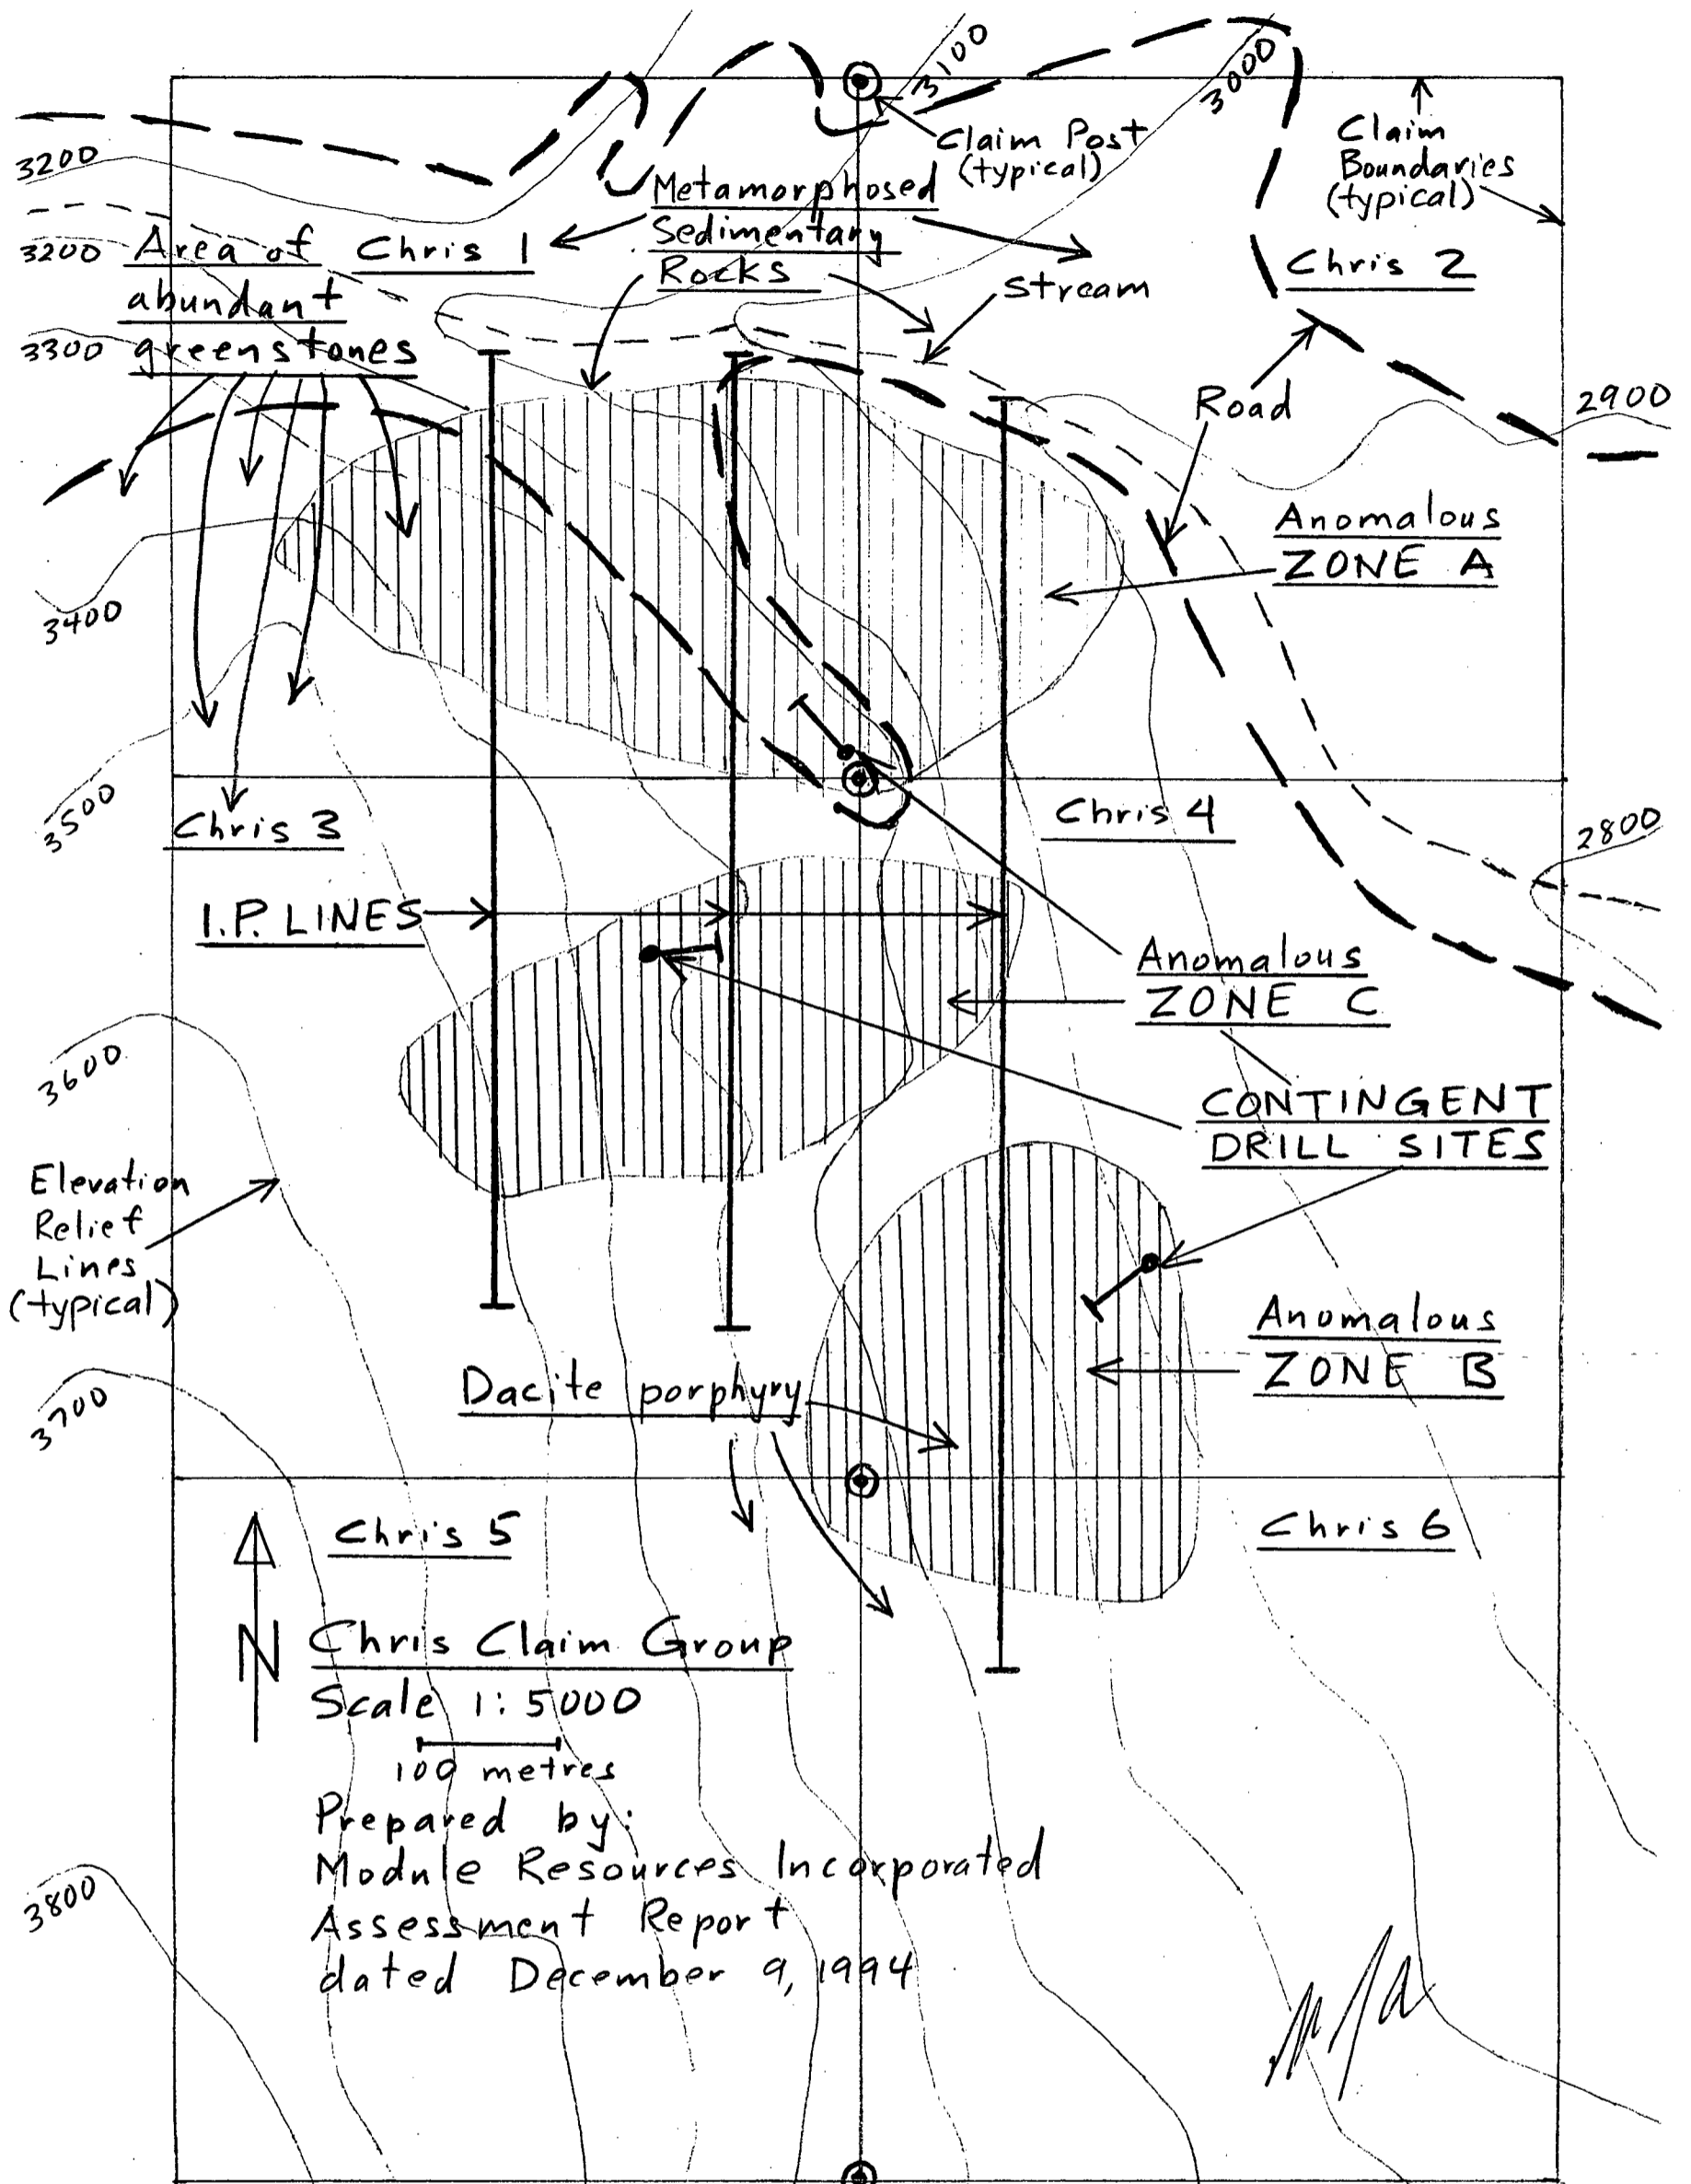 3100
3000
Claim Post
(typical)
Claim
Boundaries
(typical)
3200
Metamorphosed
Sedimentary
Rocks
3200
Area of
abundant
greenstones
Chris 1
Chris 2
Stream
3300
Road
2900
Anomalous
ZONE A
3400
3500
Chris 3
Chris 4
2800
I.P. LINES
Anomalous
ZONE C
3600
CONTINGENT
DRILL SITES
Elevation
Relief
Lines
(typical)
Anomalous
ZONE B
Dacite porphyry
3700
Chris 5
Chris 6
N
Chris Claim Group
Scale 1:5000
100 metres
Prepared by:
Module Resources Incorporated
Assessment Report
dated December 9, 1994
3800